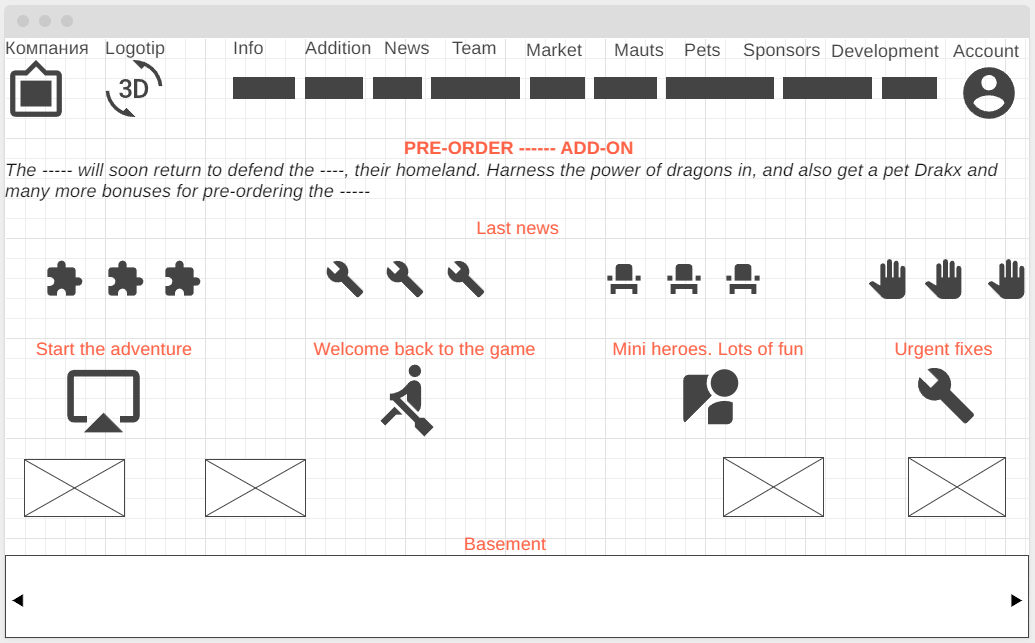 Компания Logotip Info Addition News Team Market Mauts Pets Sponsors Development Account
3D
PRE-ORDER ------ ADD-ON
The ----- will soon return to defend the ----, their homeland. Harness the power of dragons in, and also get a pet Drakx and
many more bonuses for pre-ordering the -----
Last news
Start the adventure Welcome back to the game Mini heroes. Lots of fun Urgent fixes
Basement